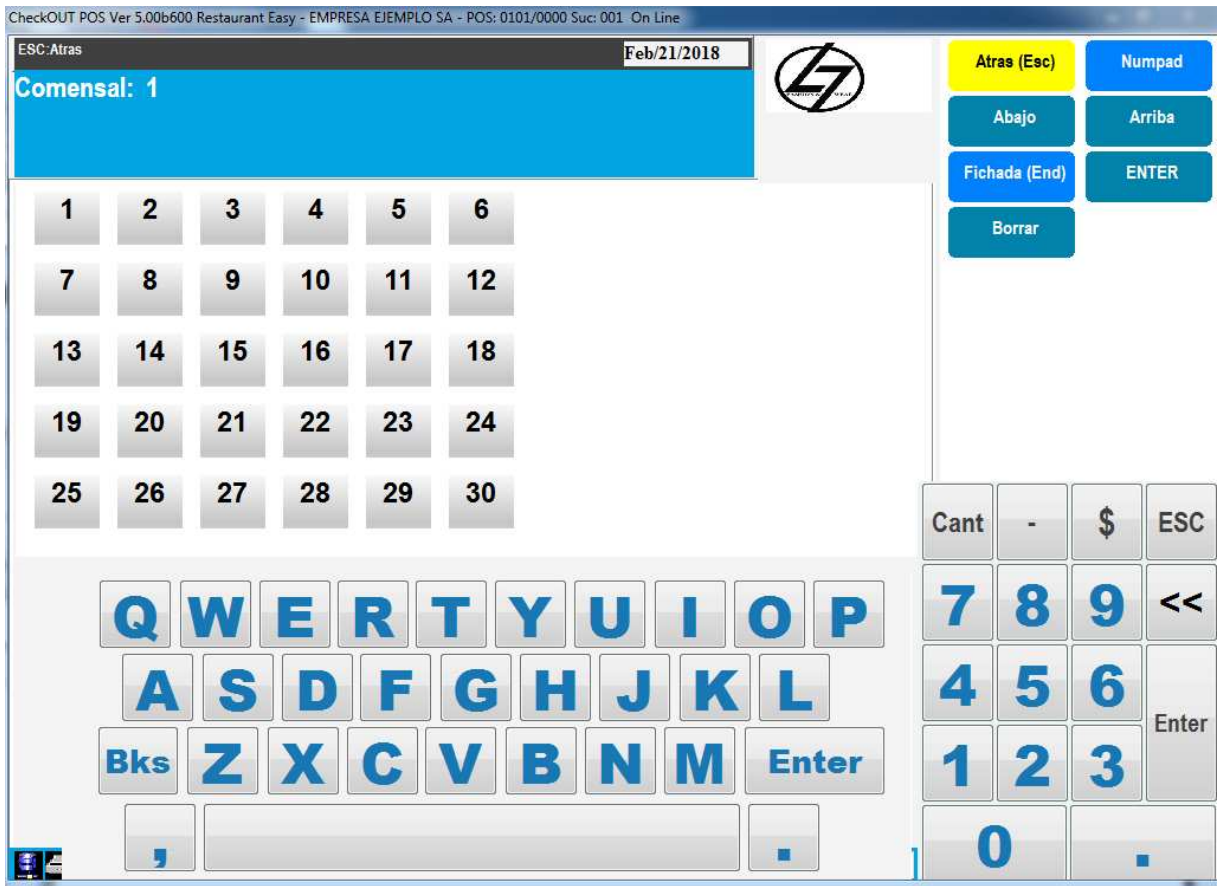 CheckOUT POS Ver 5.00b600 Restaurant Easy - EMPRESA EJEMPLO SA - POS: 0101/0000 Suc: 001 On Line
ESC:Atras Feb/21/2018
Comensal: 1
Atras (Esc) Numpad
Abajo Arriba
Fichada (End) ENTER
Borrar
1 2 3 4 5 6
7 8 9 10 11 12
13 14 15 16 17 18
19 20 21 22 23 24
25 26 27 28 29 30
Cant - $ ESC
7 8 9 <<
4 5 6
Enter
1 2 3
0 .
Q W E R T Y U I O P
A S D F G H J K L
Bks Z X C V B N M Enter
, .
]